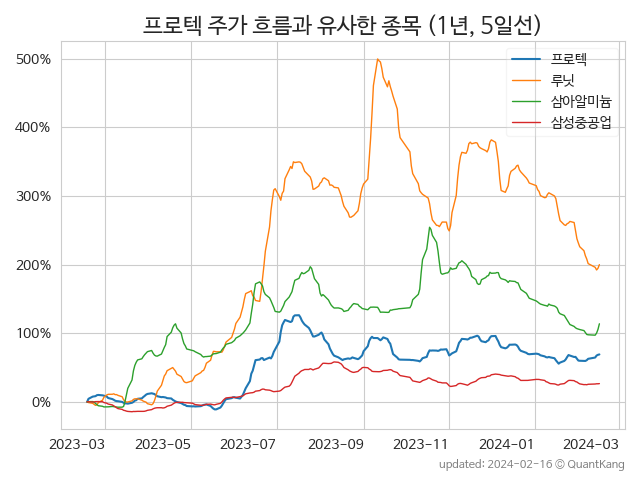 프로텍 주가 흐름과 유사한 종목 (1년, 5일선)
프로텍
루닛
삼아알미늄
삼성중공업
500%
400%
300%
200%
100%
0%
2023-03 2023-05 2023-07 2023-09 2023-11 2024-01 2024-03
updated: 2024-02-16 © QuantKang